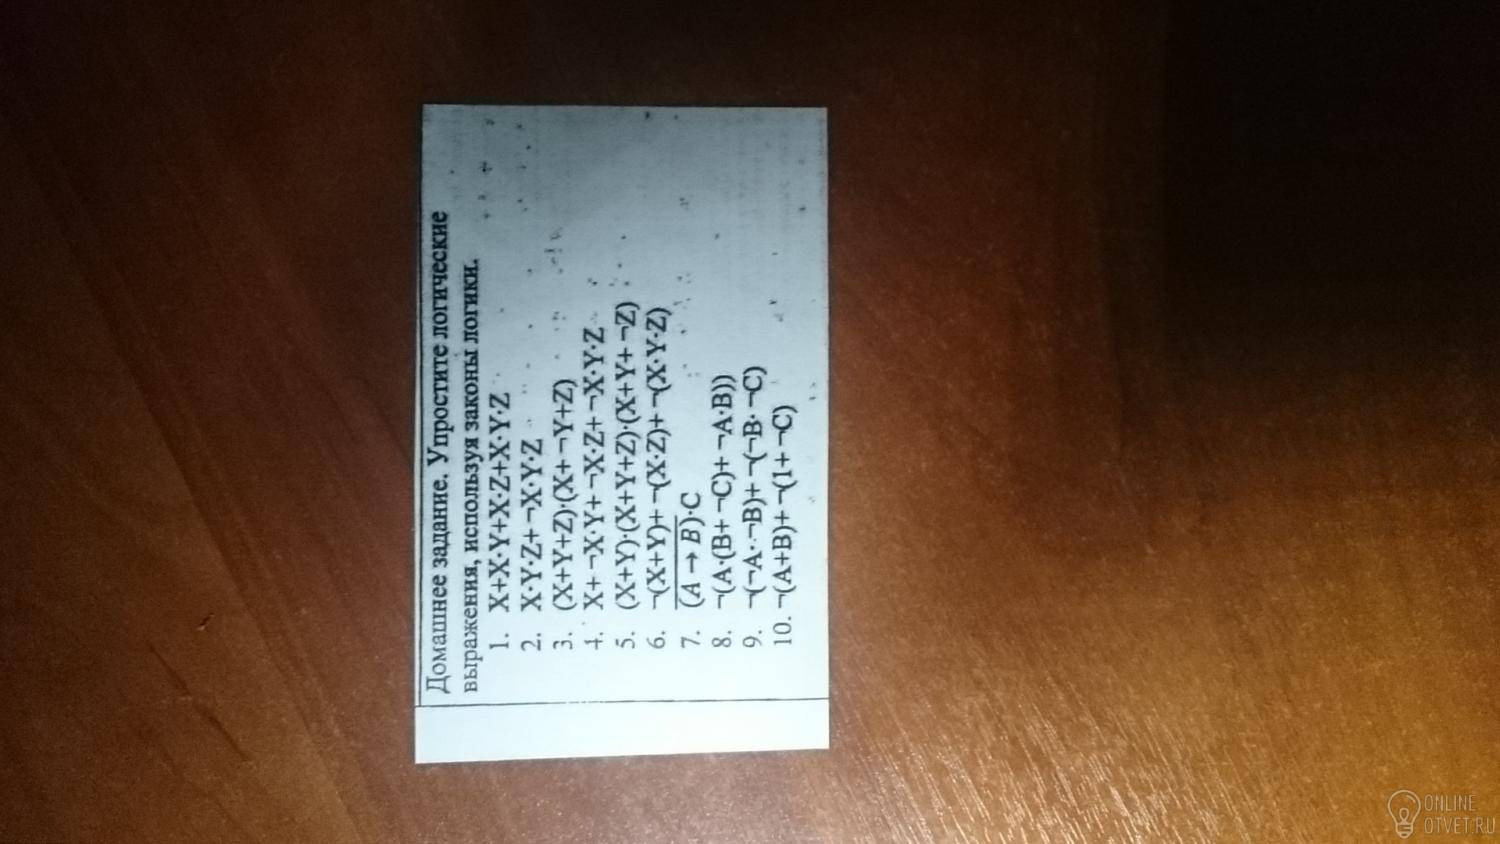 Домашнее задание. Упростите логические
выражения, используя законы логики.
1. X+X·Y+X·Z+X·Y·Z
2. X·Y·Z+¬X·Y·Z
3. (X+Y+Z)·(X+¬Y+Z)
4. X+¬X·Y+¬X·Z+¬X·Y·Z
5. (X+Y)·(X+Y+Z)·(X+Y+¬Z)
6. ¬(X+Y)+¬(X·Z)+¬(X·Y·Z)
7. \overline{(A → B)}·C
8. ¬(A·(B+¬C)+¬A·B))
9. ¬(¬A·¬B)+¬(¬B·¬C)
10. ¬(A+B)+¬(1+¬C)
ONLINE
OTVET.RU